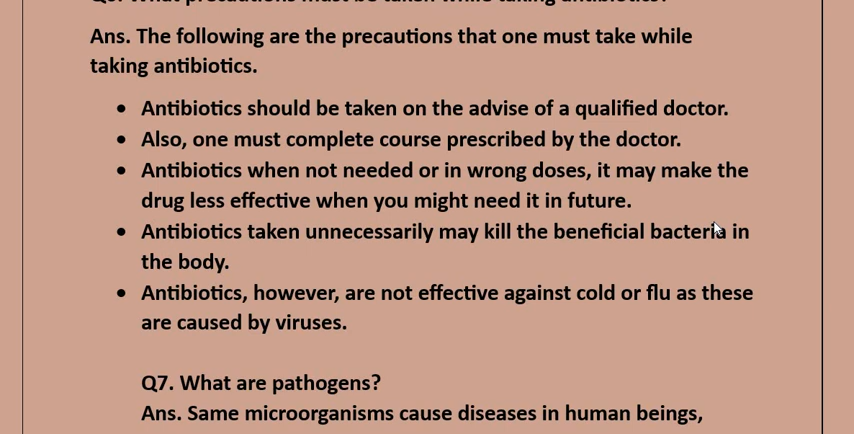 Ans. The following are the precautions that one must take while
taking antibiotics.
• Antibiotics should be taken on the advise of a qualified doctor.
• Also, one must complete course prescribed by the doctor.
• Antibiotics when not needed or in wrong doses, it may make the
drug less effective when you might need it in future.
• Antibiotics taken unnecessarily may kill the beneficial bacteria in
the body.
• Antibiotics, however, are not effective against cold or flu as these
are caused by viruses.
Q7. What are pathogens?
Ans. Same microorganisms cause diseases in human beings,